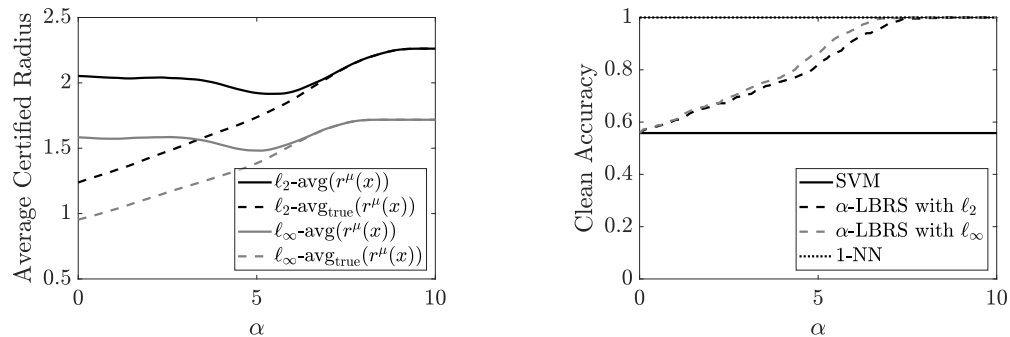 Average Certified Radius
2.5
2
1.5
1
0.5
0
5
10
α
ℓ₂-avg(r^μ(x))
ℓ₂-avg_true(r^μ(x))
ℓ∞-avg(r^μ(x))
ℓ∞-avg_true(r^μ(x))
Clean Accuracy
1
0.8
0.6
0.4
0.2
0
0
5
10
α
SVM
α-LBRS with ℓ₂
α-LBRS with ℓ∞
1-NN